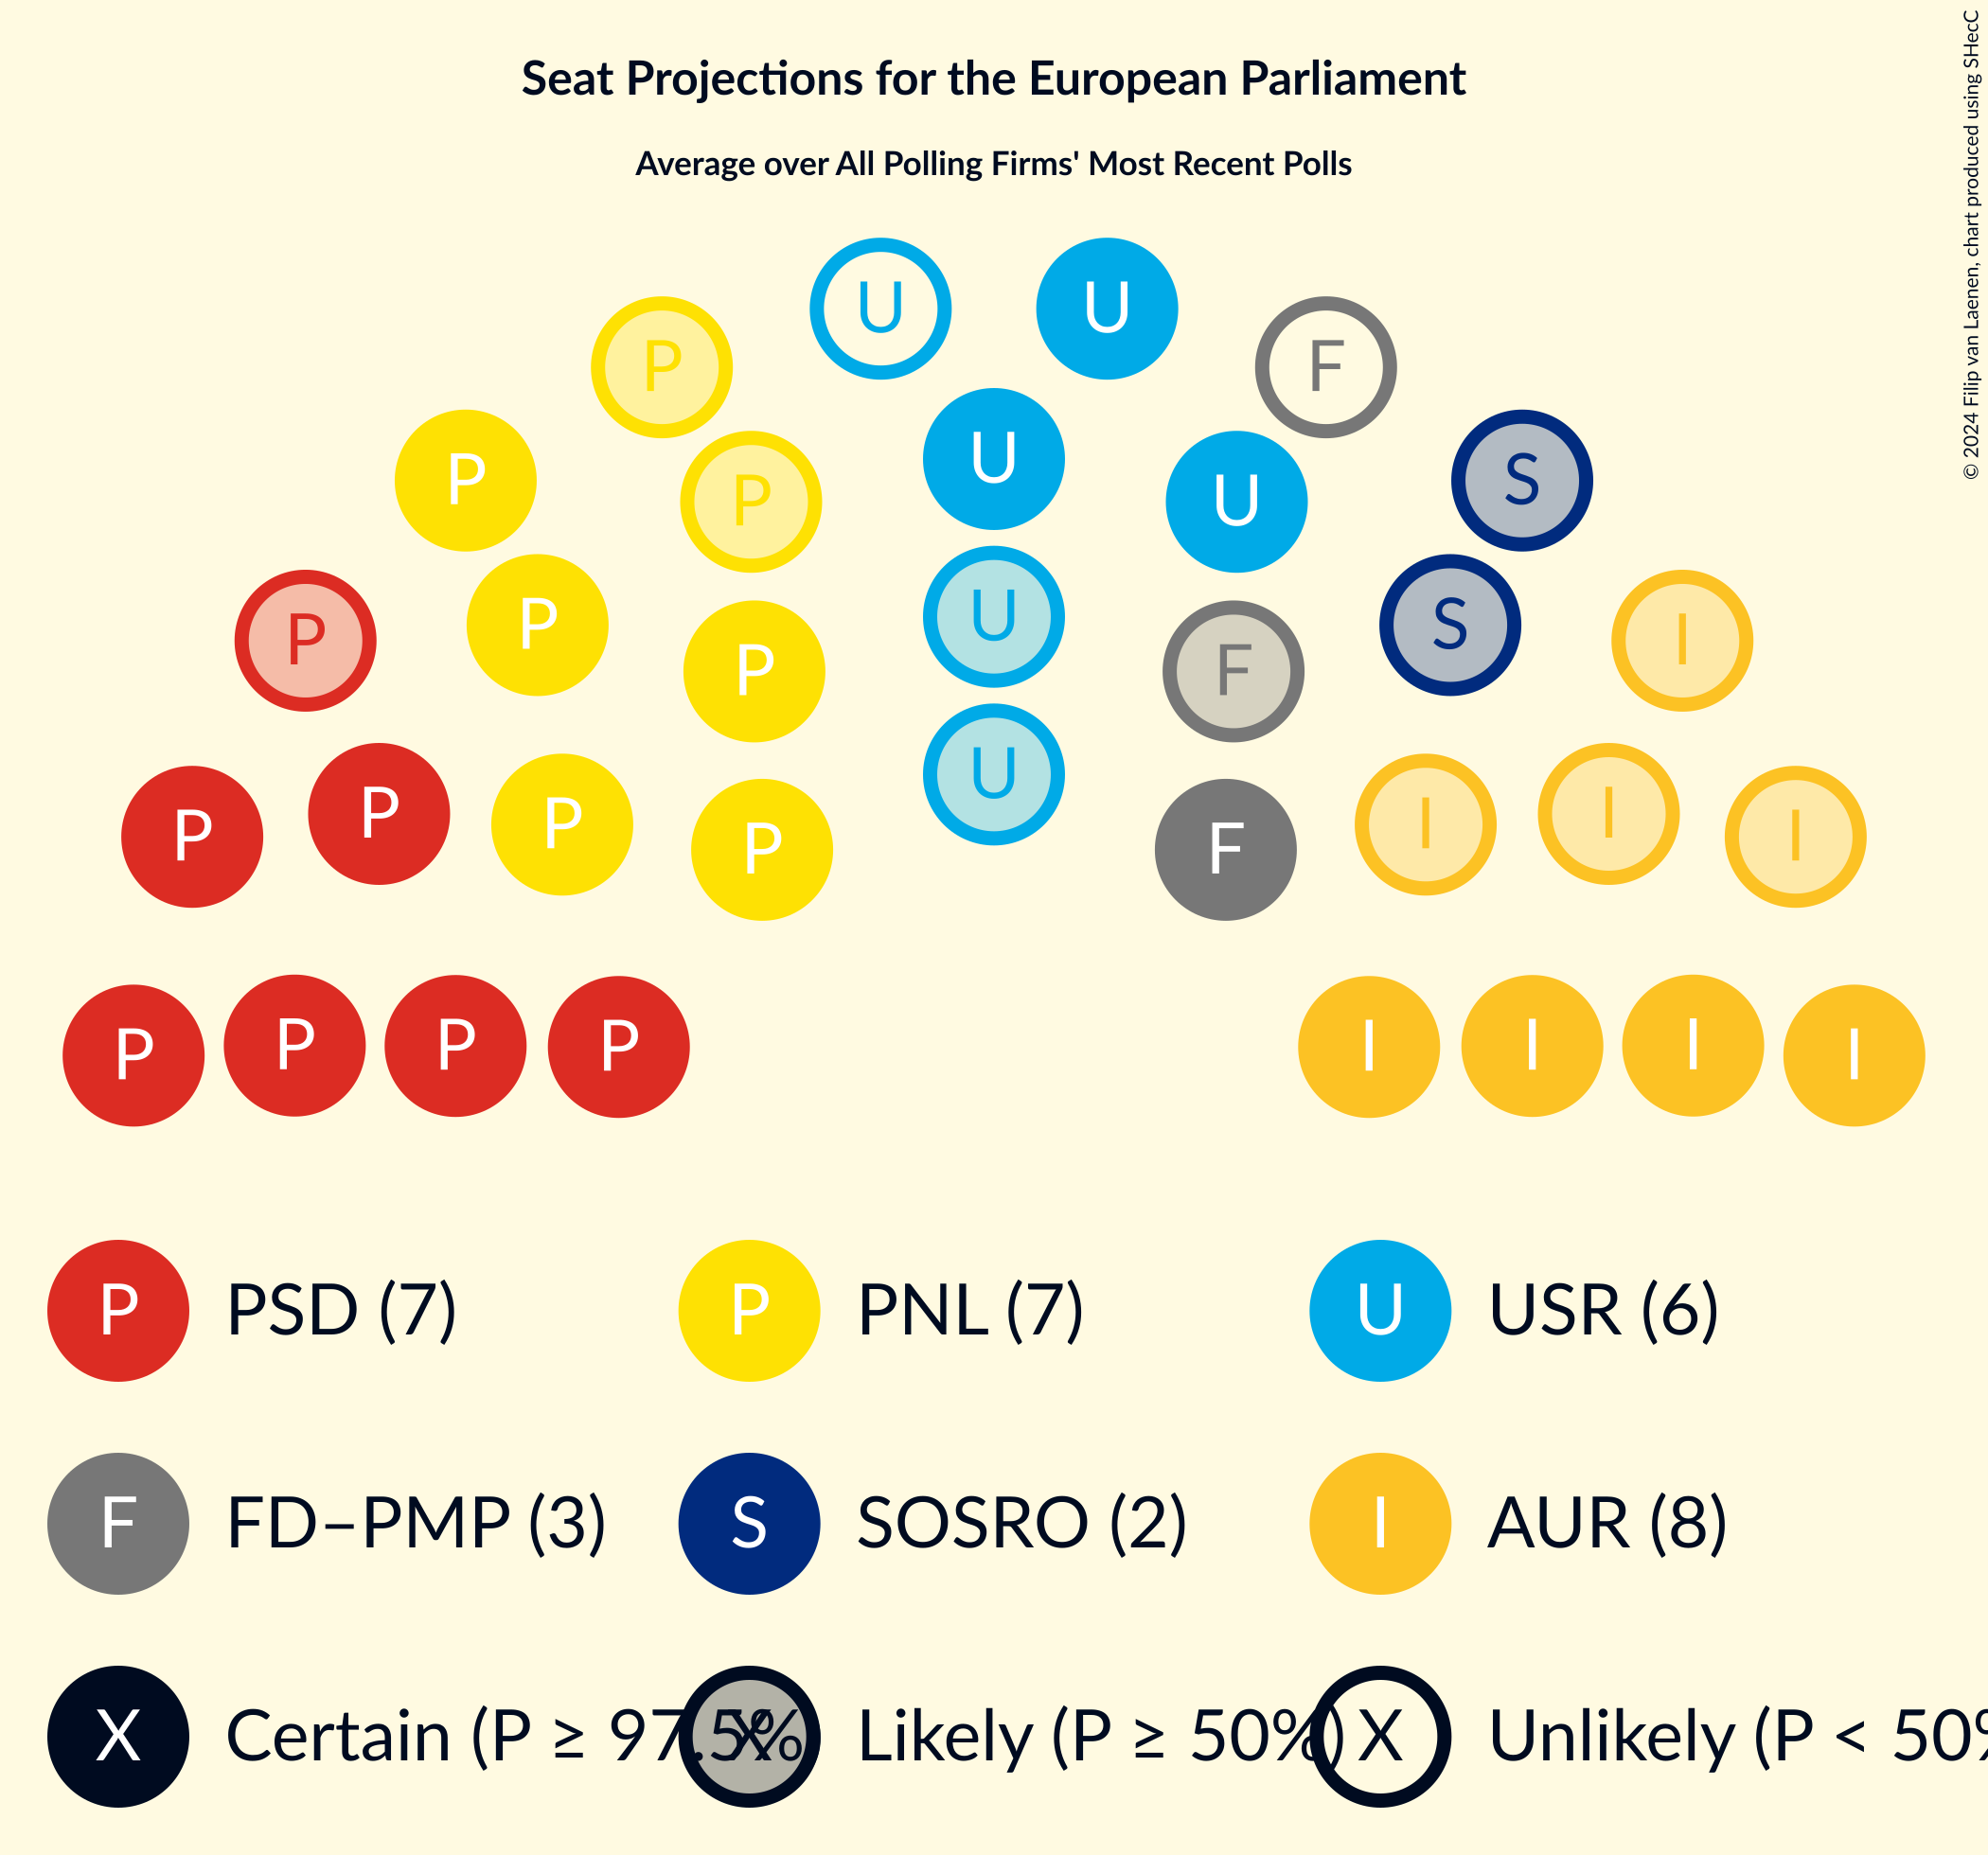 Seat Projections for the European Parliament
Average over All Polling Firms' Most Recent Polls
© 2024 Filip van Laenen, chart produced using SHecC
U U
P F
U
P P U S
P P U S I
P F
P P P U I I I
P F
P P P P I I I I
P PSD (7) P PNL (7) U USR (6)
F FD–PMP (3) S SOSRO (2) I AUR (8)
X Certain (P ≥ 97.5% X Likely (P ≥ 50%) X Unlikely (P < 50%